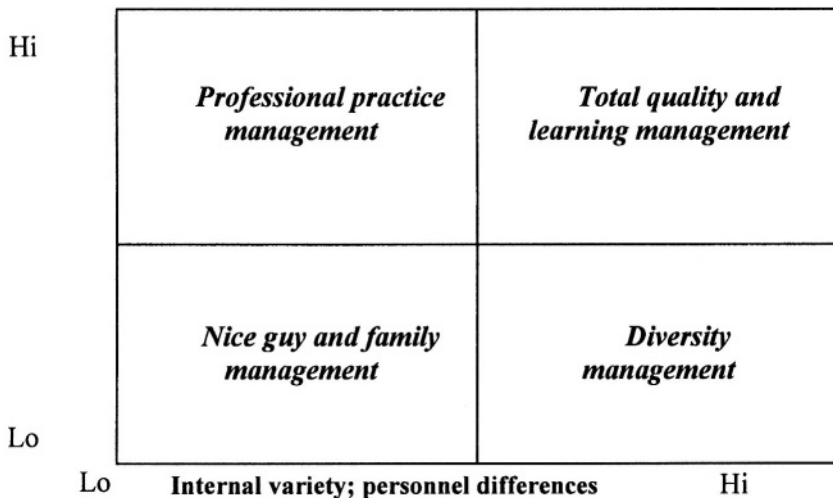 Hi
Professional practice
management
Total quality and
learning management
Nice guy and family
management
Diversity
management
Lo
Lo Internal variety; personnel differences Hi